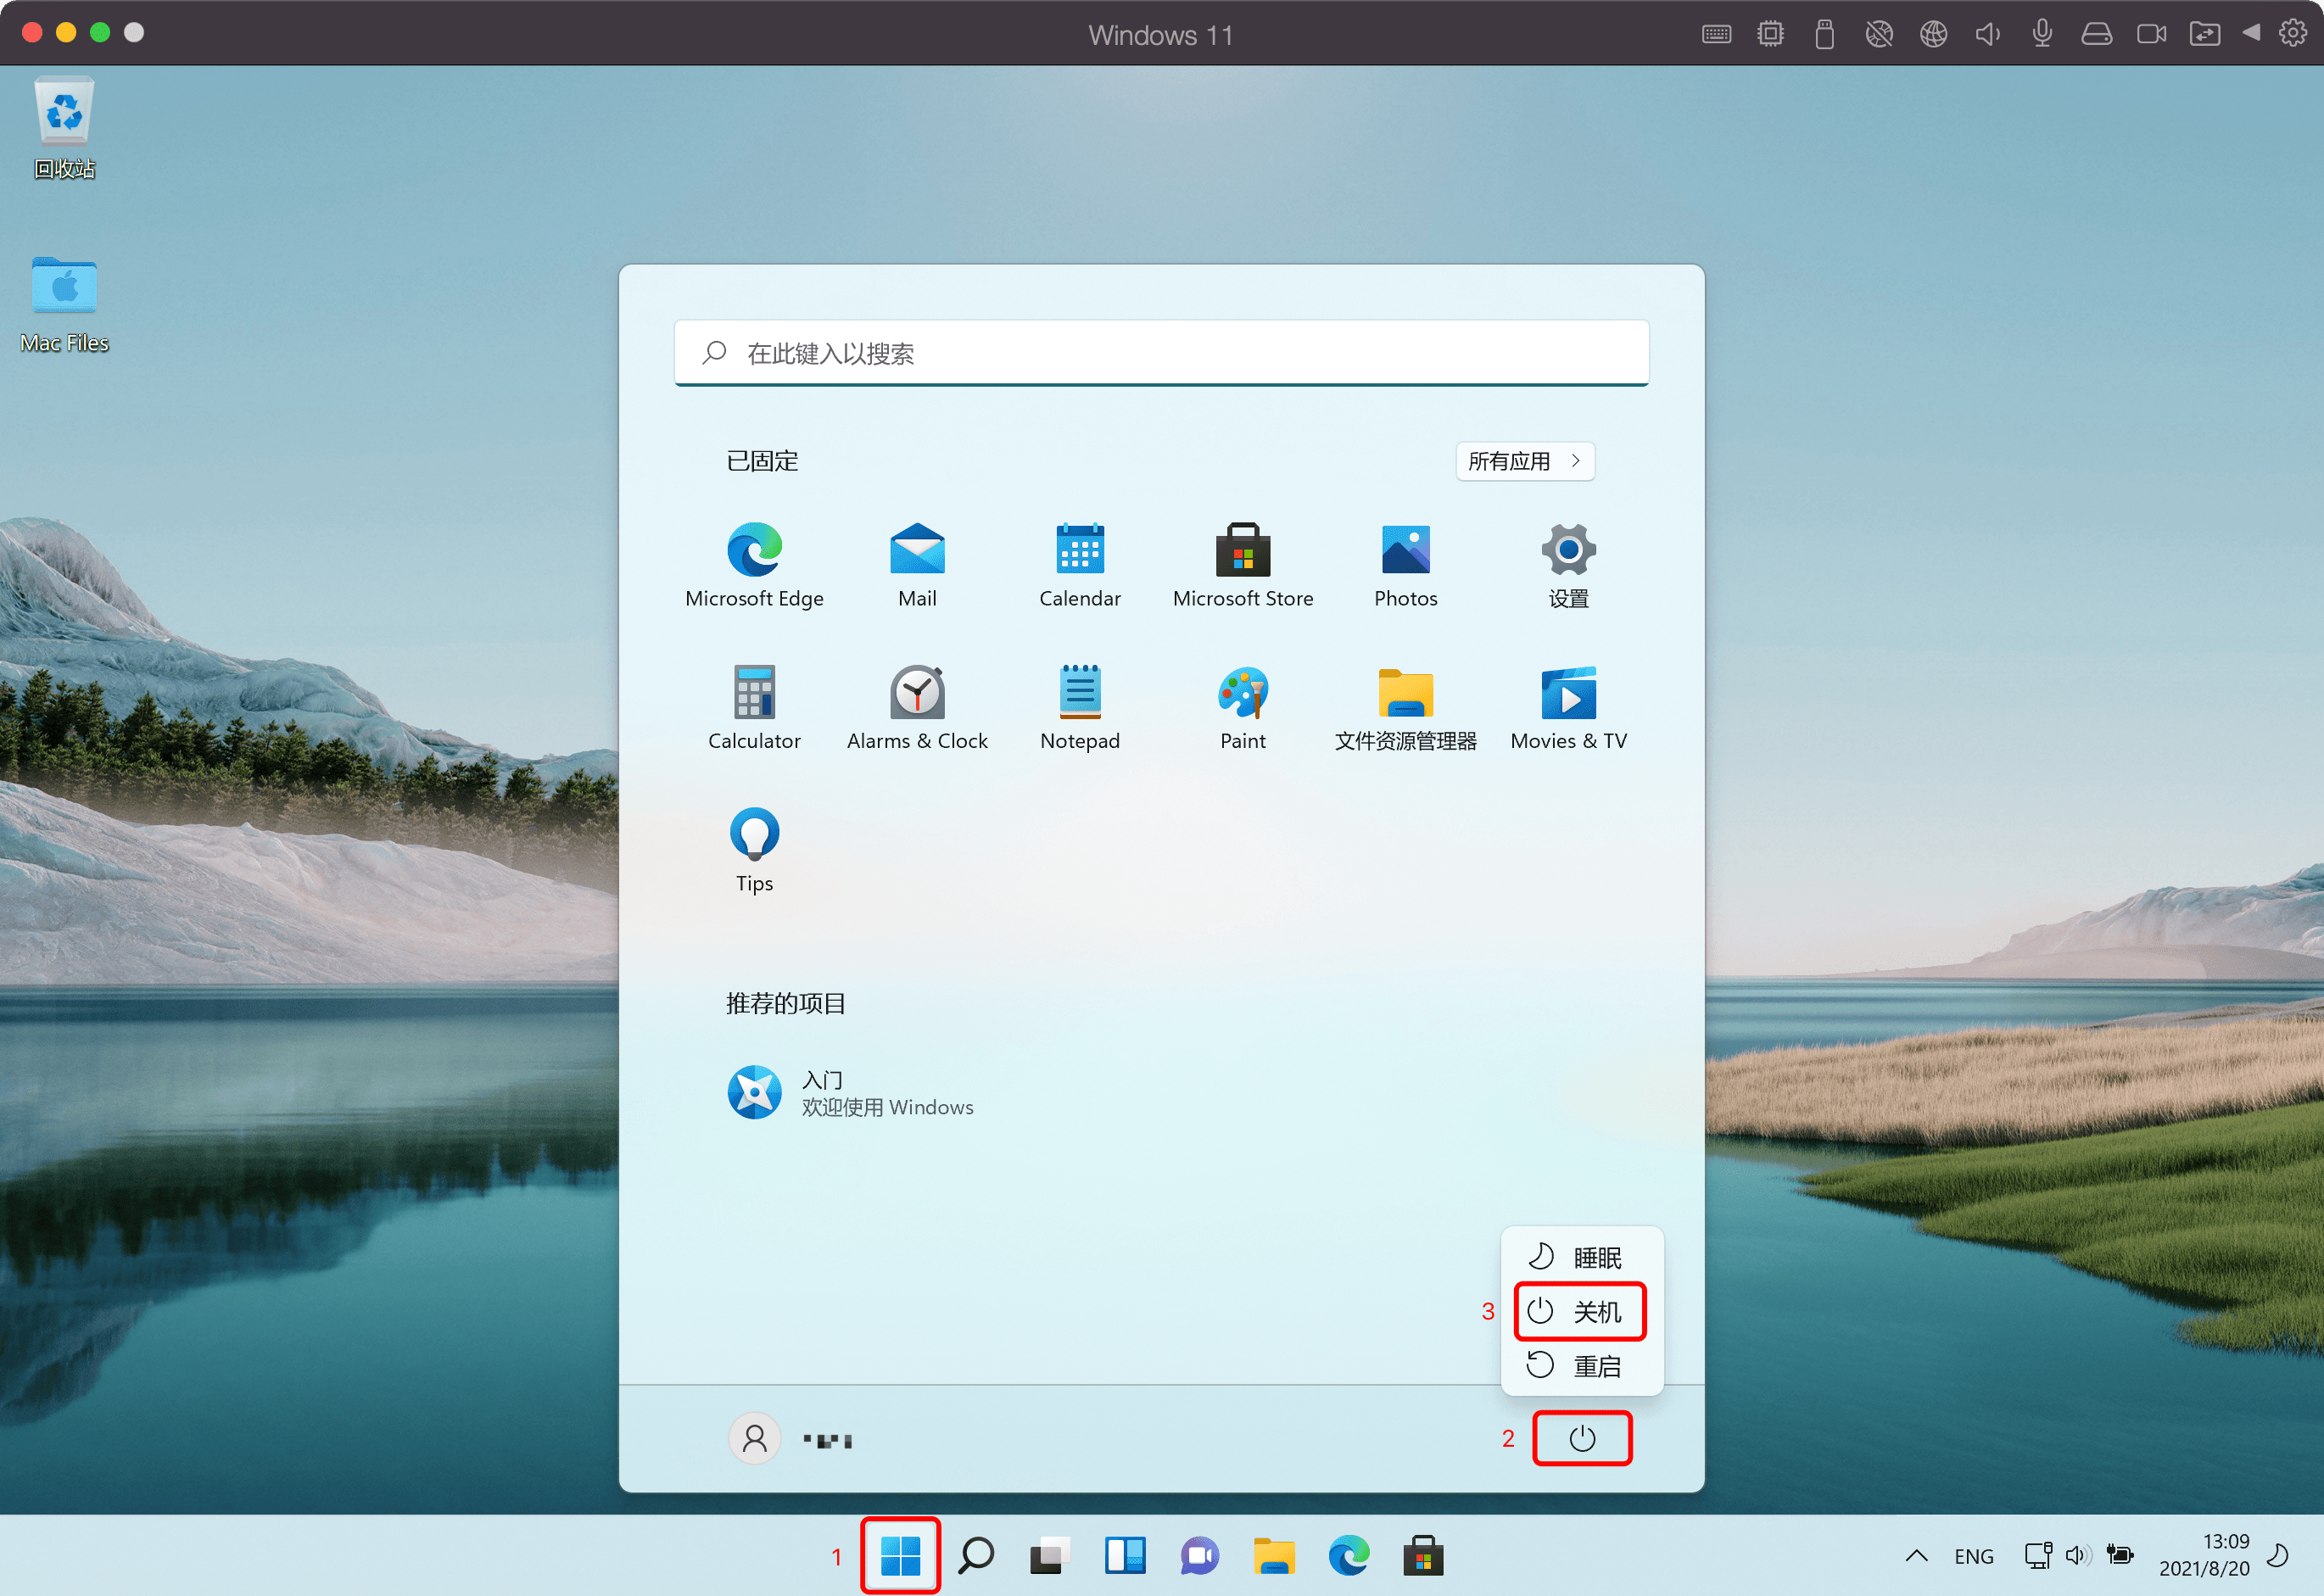 Windows 11
回收站
Mac Files
在此键入以搜索
已固定
所有应用
Microsoft Edge
Mail
Calendar
Microsoft Store
Photos
设置
Calculator
Alarms & Clock
Notepad
Paint
文件资源管理器
Movies & TV
Tips
推荐的项目
入门
欢迎使用 Windows
睡眠
3
关机
重启
2
1
ENG
13:09
2021/8/20